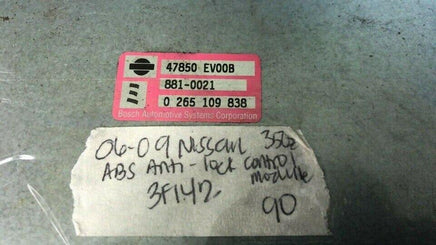 47850 EV00B
881-0021
0 265 109 838
Bosch Automotive Systems Corporation
06-09 Nissan 350z
ABS Anti-lock control
module
3F147
90